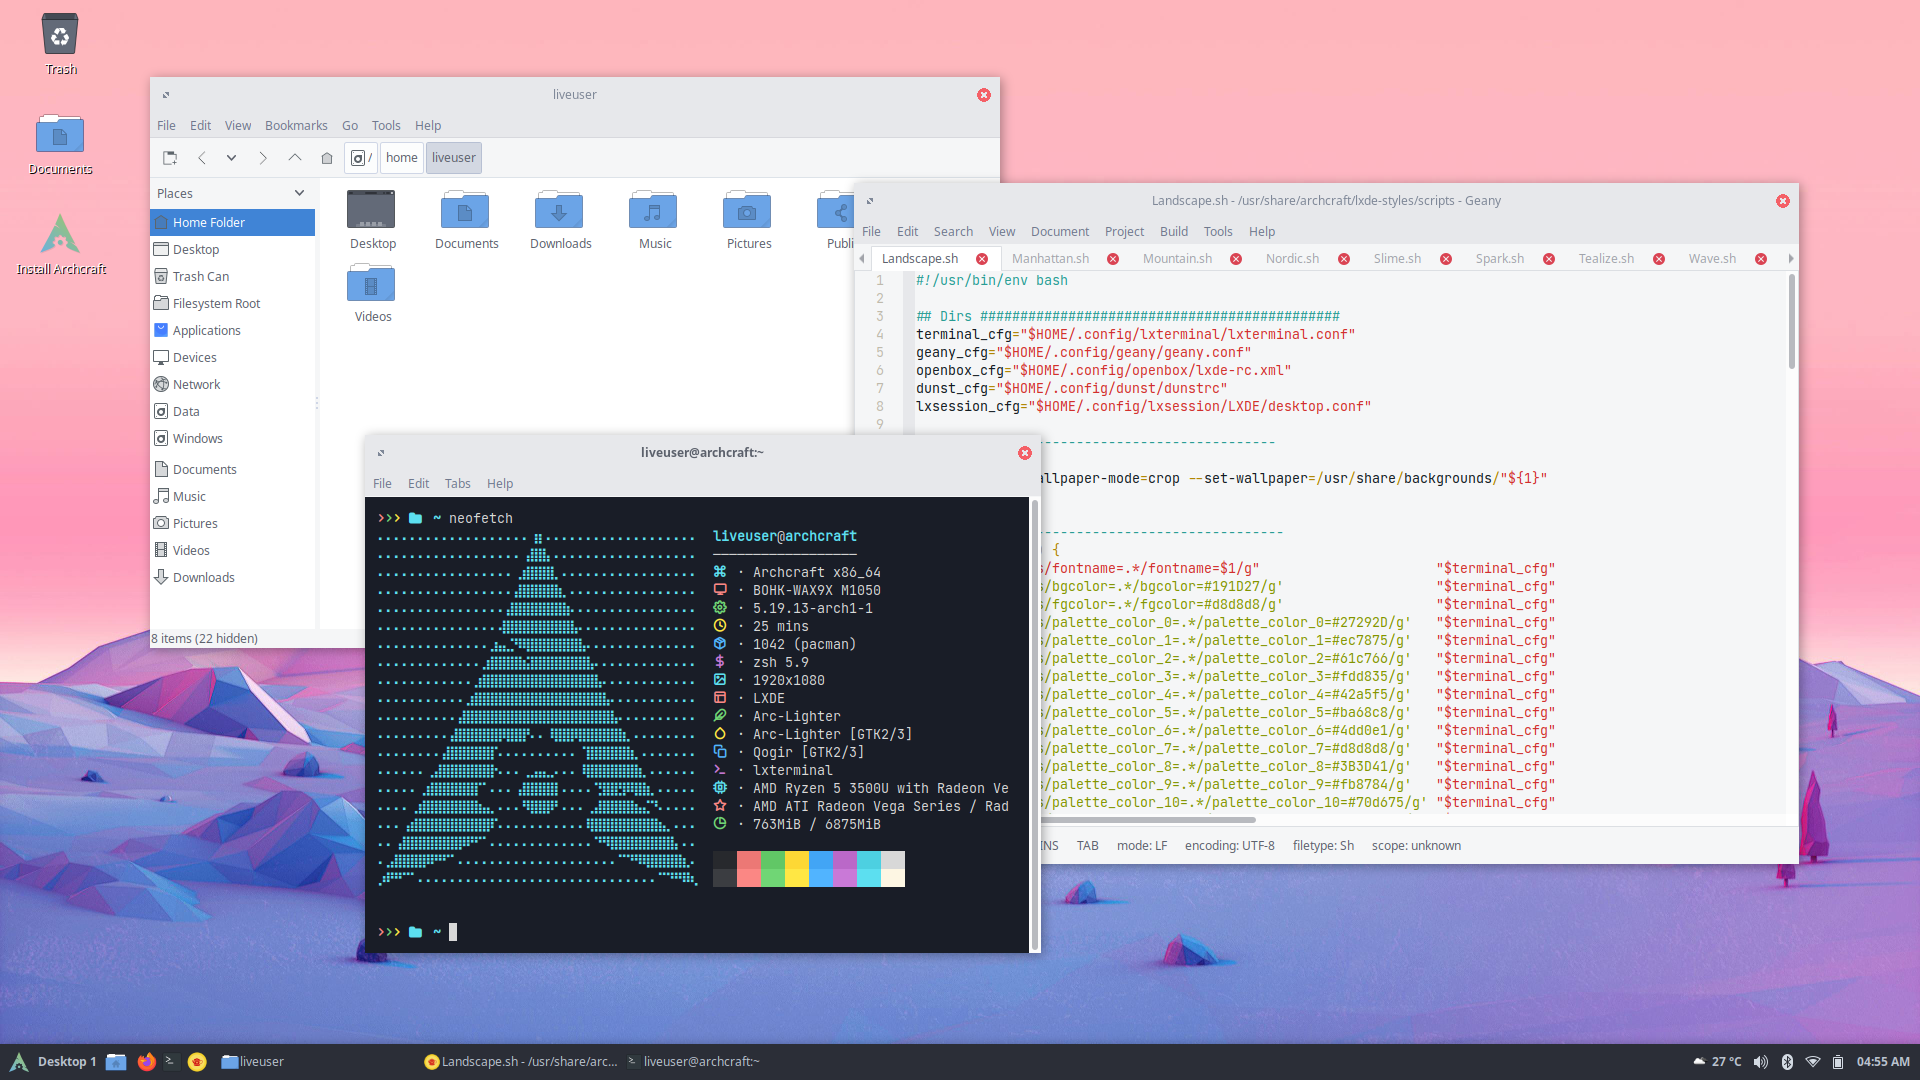 Trash
Documents
Install Archcraft
liveuser
File Edit View Bookmarks Go Tools Help
/ home liveuser
Places
Home Folder
Desktop
Trash Can
Filesystem Root
Applications
Devices
Network
Data
Windows
Documents
Music
Pictures
Videos
Downloads
Desktop Documents Downloads Music Pictures Publi
Videos
8 items (22 hidden)
Landscape.sh - /usr/share/archcraft/lxde-styles/scripts - Geany
File Edit Search View Document Project Build Tools Help
Landscape.sh Manhattan.sh Mountain.sh Nordic.sh Slime.sh Spark.sh Tealize.sh Wave.sh
1 #!/usr/bin/env bash
2
3 ## Dirs #############################################
4 terminal_cfg="$HOME/.config/lxterminal/lxterminal.conf"
5 geany_cfg="$HOME/.config/geany/geany.conf"
6 openbox_cfg="$HOME/.config/openbox/lxde-rc.xml"
7 dunst_cfg="$HOME/.config/dunst/dunstrc"
8 lxsession_cfg="$HOME/.config/lxsession/LXDE/desktop.conf"
9
------------------------------
allpaper-mode=crop --set-wallpaper=/usr/share/backgrounds/"${1}"
-------------------------------
) {
s/fontname=.*/fontname=$1/g" "$terminal_cfg"
s/bgcolor=.*/bgcolor=#191D27/g' "$terminal_cfg"
s/fgcolor=.*/fgcolor=#d8d8d8/g' "$terminal_cfg"
s/palette_color_0=.*/palette_color_0=#27292D/g' "$terminal_cfg"
s/palette_color_1=.*/palette_color_1=#ec7875/g' "$terminal_cfg"
s/palette_color_2=.*/palette_color_2=#61c766/g' "$terminal_cfg"
s/palette_color_3=.*/palette_color_3=#fdd835/g' "$terminal_cfg"
s/palette_color_4=.*/palette_color_4=#42a5f5/g' "$terminal_cfg"
s/palette_color_5=.*/palette_color_5=#ba68c8/g' "$terminal_cfg"
s/palette_color_6=.*/palette_color_6=#4dd0e1/g' "$terminal_cfg"
s/palette_color_7=.*/palette_color_7=#d8d8d8/g' "$terminal_cfg"
s/palette_color_8=.*/palette_color_8=#3B3D41/g' "$terminal_cfg"
s/palette_color_9=.*/palette_color_9=#fb8784/g' "$terminal_cfg"
s/palette_color_10=.*/palette_color_10=#70d675/g' "$terminal_cfg"
INS TAB mode: LF encoding: UTF-8 filetype: Sh scope: unknown
liveuser@archcraft:~
File Edit Tabs Help
>>> ~ neofetch
liveuser@archcraft
──────────────────
· Archcraft x86_64
· BOHK-WAX9X M1050
· 5.19.13-arch1-1
· 25 mins
· 1042 (pacman)
· zsh 5.9
· 1920x1080
· LXDE
· Arc-Lighter
· Arc-Lighter [GTK2/3]
· Qogir [GTK2/3]
· lxterminal
· AMD Ryzen 5 3500U with Radeon Ve
· AMD ATI Radeon Vega Series / Rad
· 763MiB / 6875MiB
>>> ~
Desktop 1 liveuser Landscape.sh - /usr/share/arc... liveuser@archcraft:~ 27 °C 04:55 AM